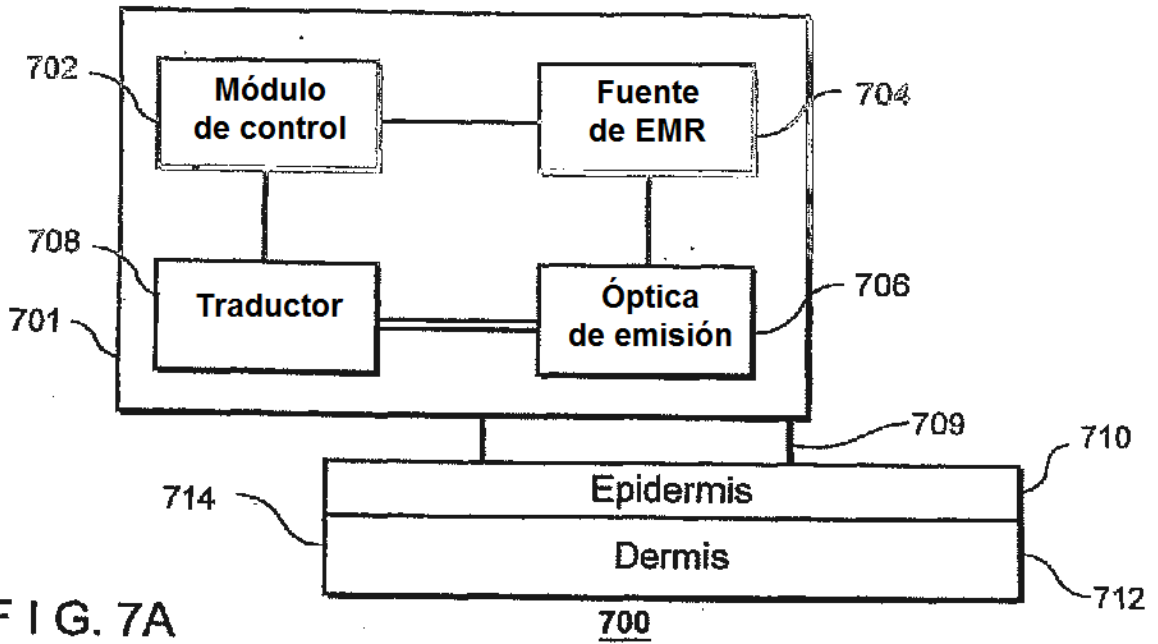 702
Módulo
de control
Fuente
de EMR
704
708
Traductor
Óptica
de emisión
706
701
709
710
714
Epidermis
Dermis
712
FIG. 7A
700